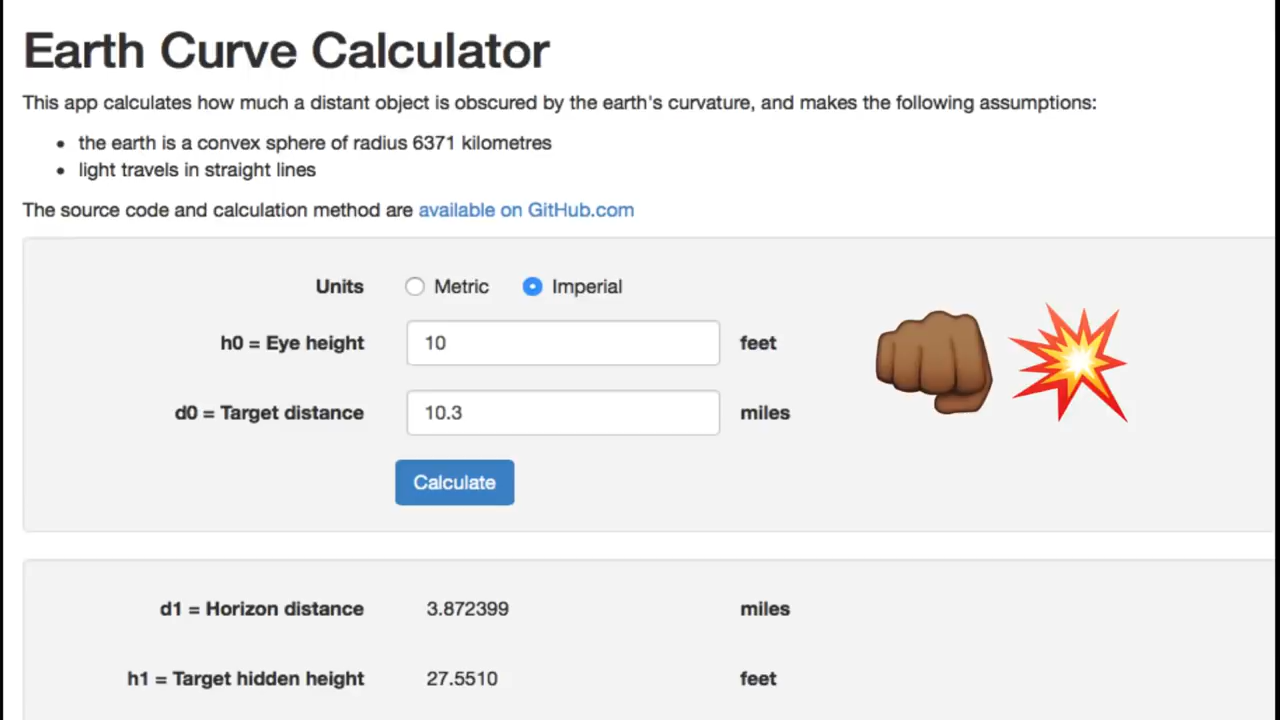 Earth Curve Calculator
This app calculates how much a distant object is obscured by the earth's curvature, and makes the following assumptions:
• the earth is a convex sphere of radius 6371 kilometres
• light travels in straight lines
The source code and calculation method are available on GitHub.com
Units Metric Imperial
h0 = Eye height 10 feet
d0 = Target distance 10.3 miles
Calculate
d1 = Horizon distance 3.872399 miles
h1 = Target hidden height 27.5510 feet